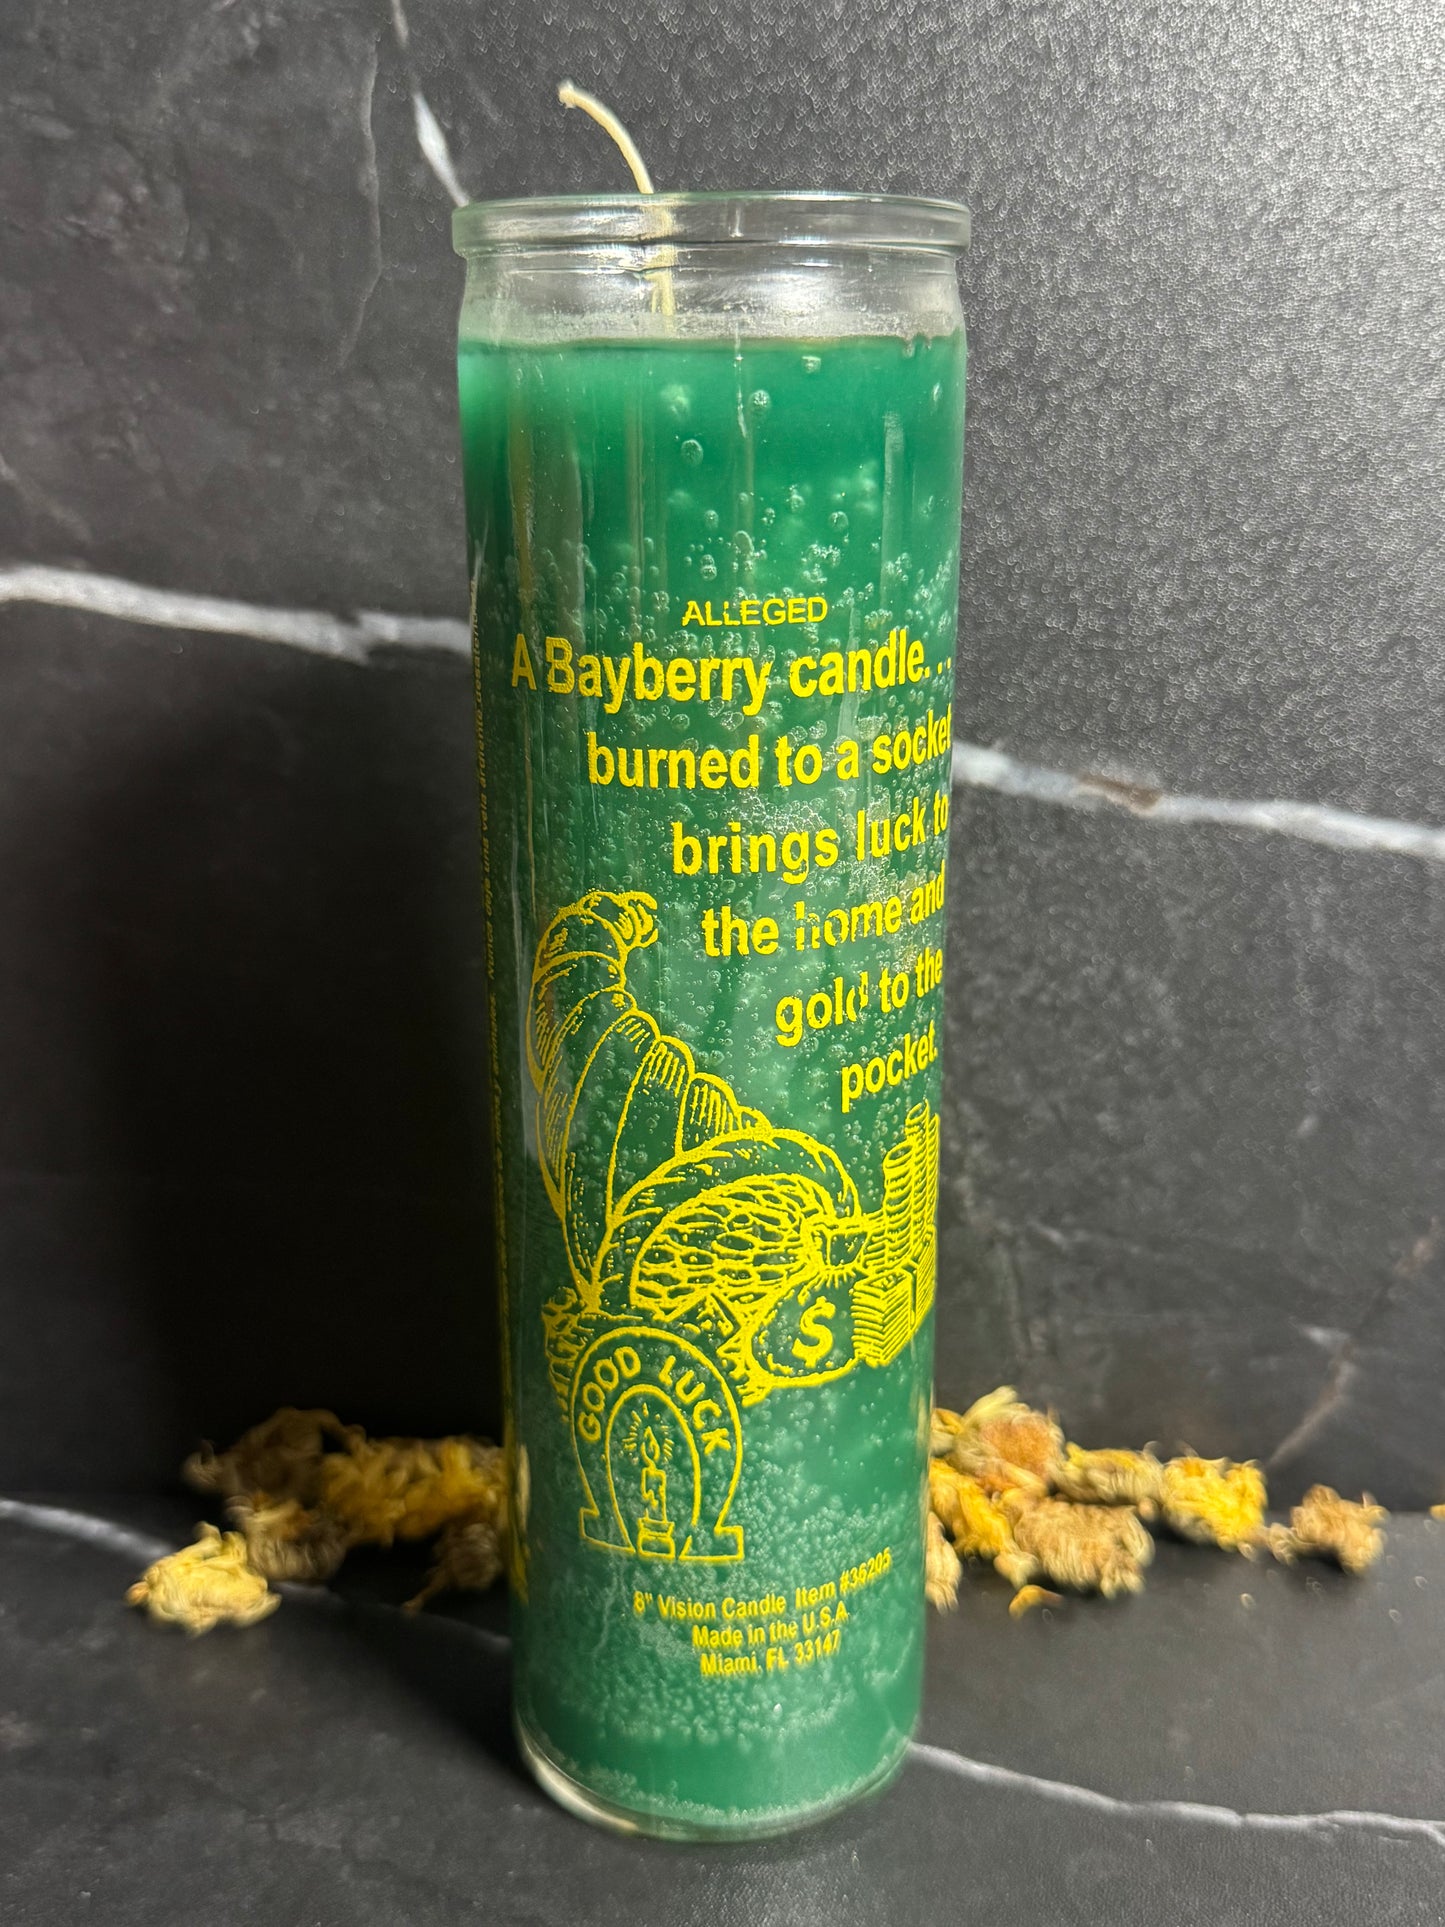 ALLEGED
A Bayberry candle. . .
burned to a socket
brings luck to
the home and
gold to the
pocket.
$
GOOD LUCK
8" Vision Candle Item #36205
Made in the U.S.A.
Miami, FL 33147